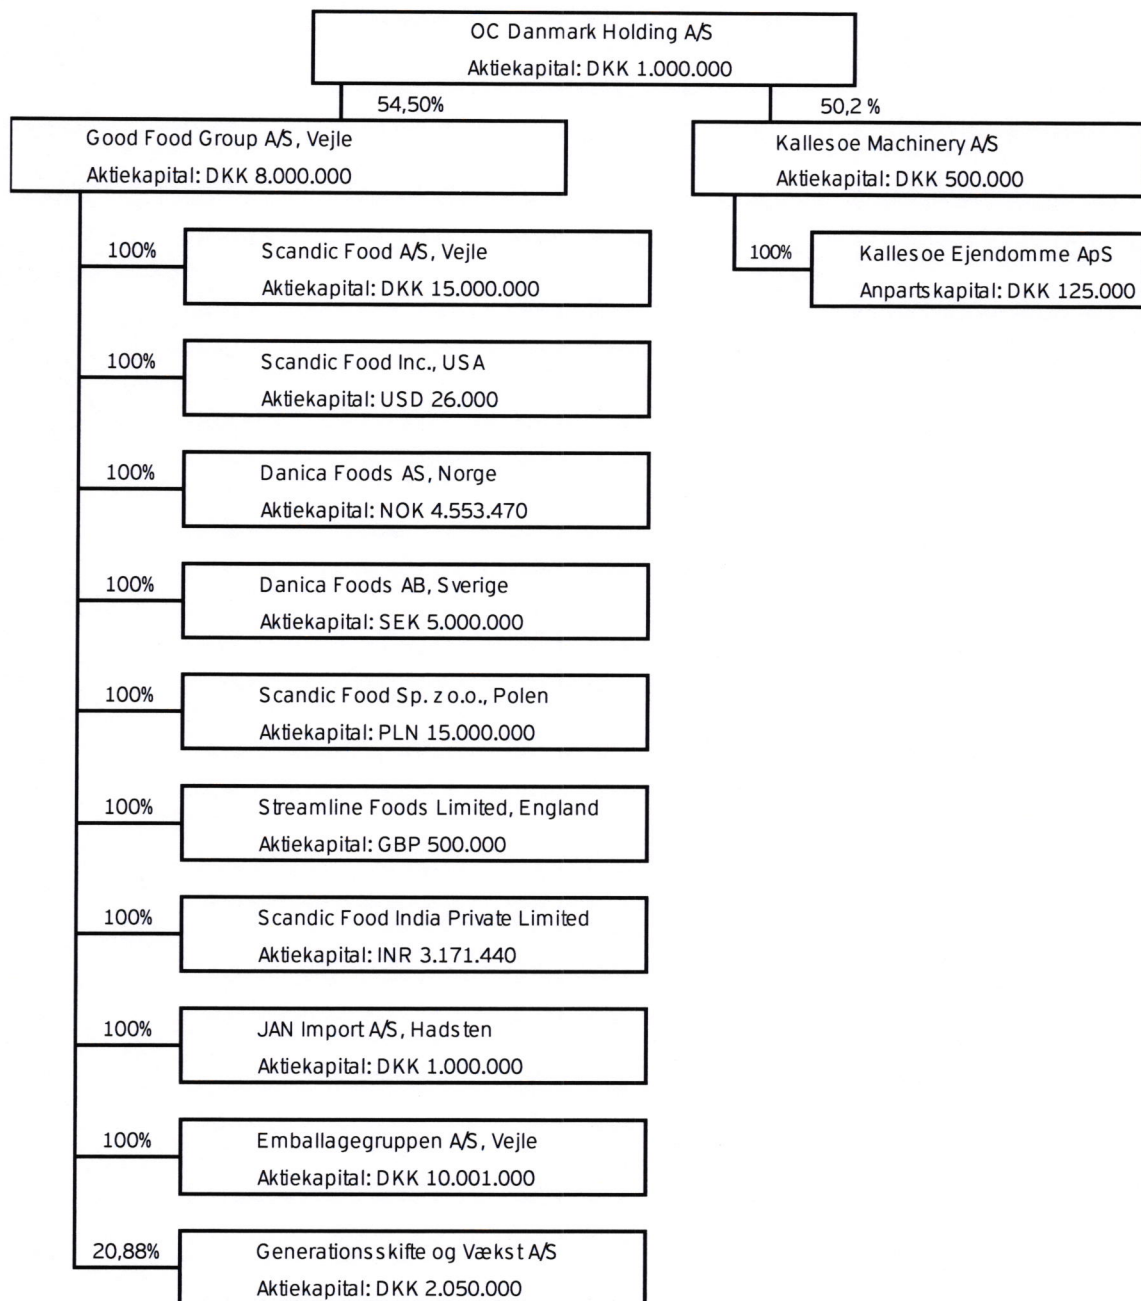 OC Danmark Holding A/S
Aktiekapital: DKK 1.000.000
54,50%
50,2 %
Good Food Group A/S, Vejle
Aktiekapital: DKK 8.000.000
Kallesoe Machinery A/S
Aktiekapital: DKK 500.000
100%
Scandic Food A/S, Vejle
Aktiekapital: DKK 15.000.000
100%
Kallesoe Ejendomme ApS
Anpartskapital: DKK 125.000
100%
Scandic Food Inc., USA
Aktiekapital: USD 26.000
100%
Danica Foods AS, Norge
Aktiekapital: NOK 4.553.470
100%
Danica Foods AB, Sverige
Aktiekapital: SEK 5.000.000
100%
Scandic Food Sp. z o.o., Polen
Aktiekapital: PLN 15.000.000
100%
Streamline Foods Limited, England
Aktiekapital: GBP 500.000
100%
Scandic Food India Private Limited
Aktiekapital: INR 3.171.440
100%
JAN Import A/S, Hadsten
Aktiekapital: DKK 1.000.000
100%
Emballagegruppen A/S, Vejle
Aktiekapital: DKK 10.001.000
20,88%
Generationsskifte og Vækst A/S
Aktiekapital: DKK 2.050.000